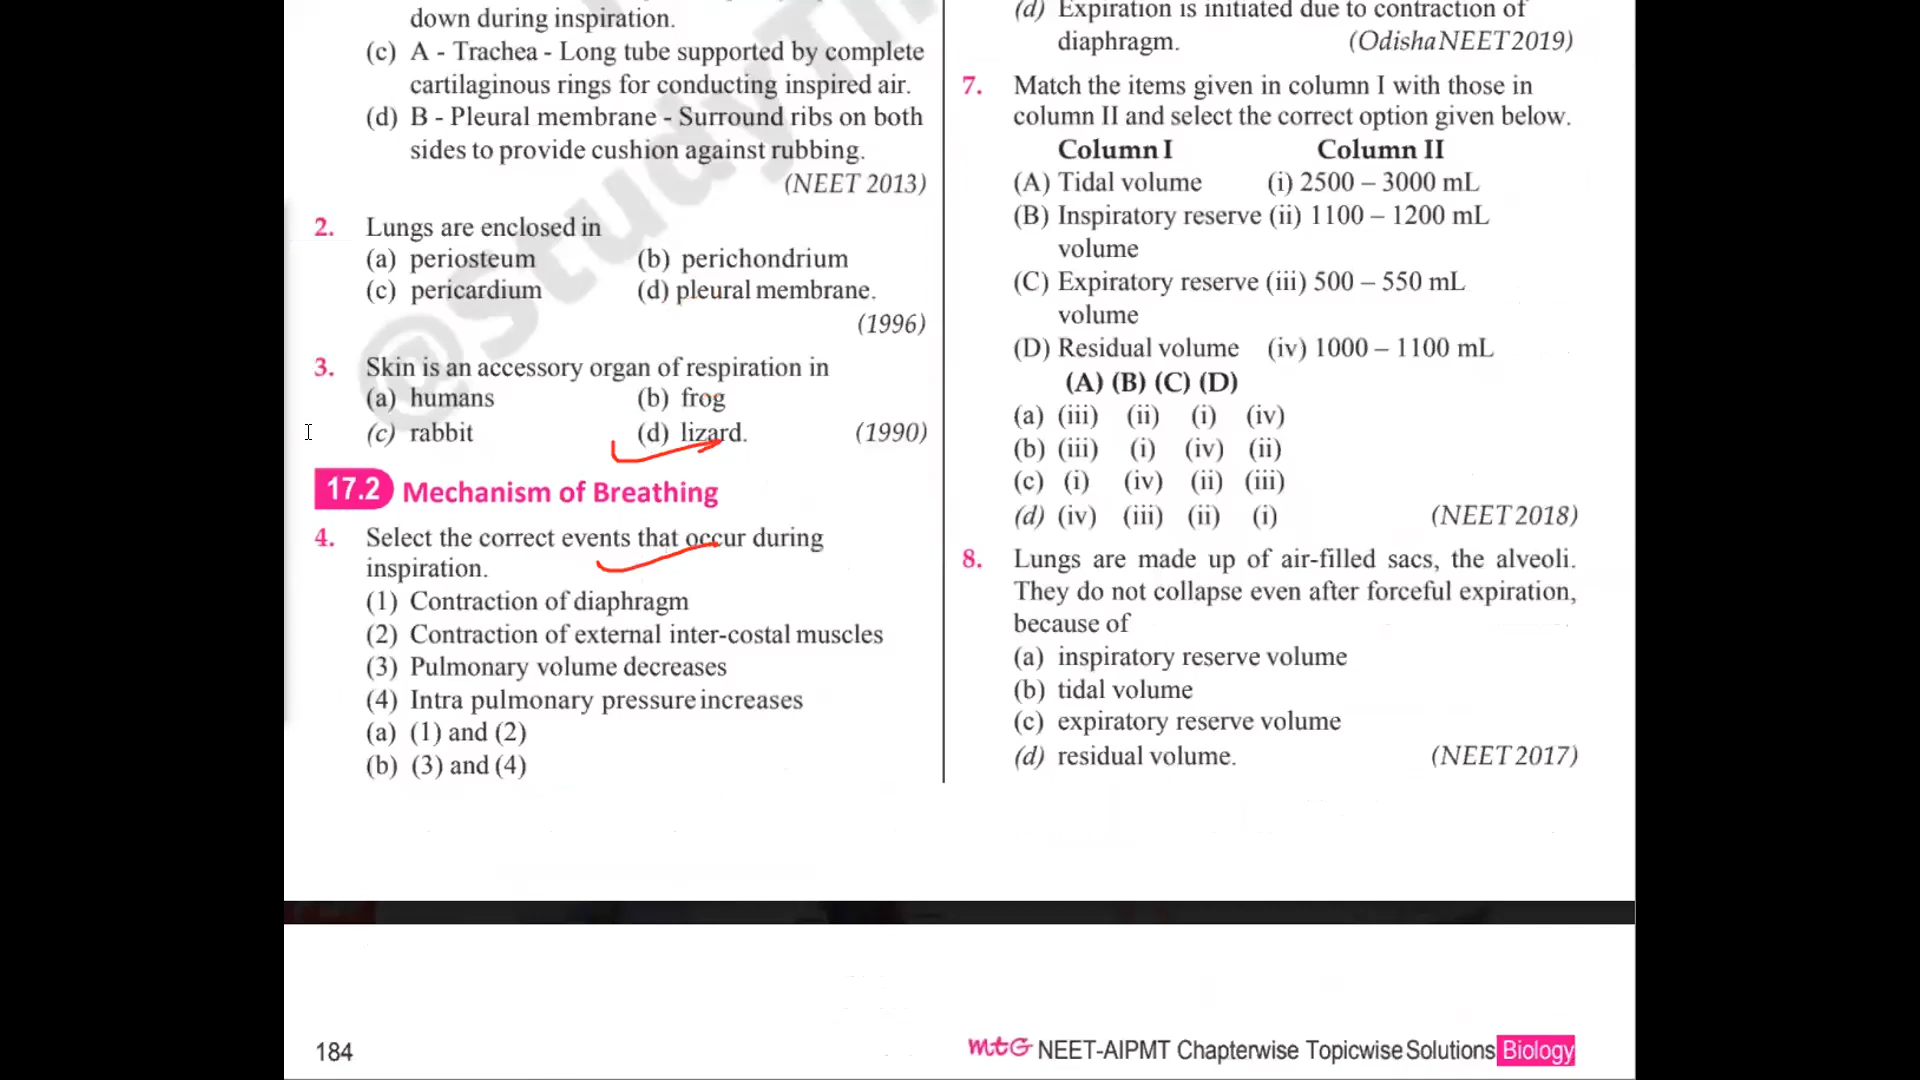 down during inspiration.
(c) A - Trachea - Long tube supported by complete
cartilaginous rings for conducting inspired air.
(d) B - Pleural membrane - Surround ribs on both
sides to provide cushion against rubbing.
(NEET 2013)
2. Lungs are enclosed in
(a) periosteum (b) perichondrium
(c) pericardium (d) pleural membrane.
(1996)
3. Skin is an accessory organ of respiration in
(a) humans (b) frog
(c) rabbit (d) lizard. (1990)
17.2 Mechanism of Breathing
4. Select the correct events that occur during
inspiration.
(1) Contraction of diaphragm
(2) Contraction of external inter-costal muscles
(3) Pulmonary volume decreases
(4) Intra pulmonary pressure increases
(a) (1) and (2)
(b) (3) and (4)
(d) Expiration is initiated due to contraction of
diaphragm. (Odisha NEET 2019)
7. Match the items given in column I with those in
column II and select the correct option given below.
Column I Column II
(A) Tidal volume (i) 2500 – 3000 mL
(B) Inspiratory reserve (ii) 1100 – 1200 mL
volume
(C) Expiratory reserve (iii) 500 – 550 mL
volume
(D) Residual volume (iv) 1000 – 1100 mL
(A) (B) (C) (D)
(a) (iii) (ii) (i) (iv)
(b) (iii) (i) (iv) (ii)
(c) (i) (iv) (ii) (iii)
(d) (iv) (iii) (ii) (i) (NEET 2018)
8. Lungs are made up of air-filled sacs, the alveoli.
They do not collapse even after forceful expiration,
because of
(a) inspiratory reserve volume
(b) tidal volume
(c) expiratory reserve volume
(d) residual volume. (NEET 2017)
184
mtG NEET-AIPMT Chapterwise Topicwise Solutions Biology